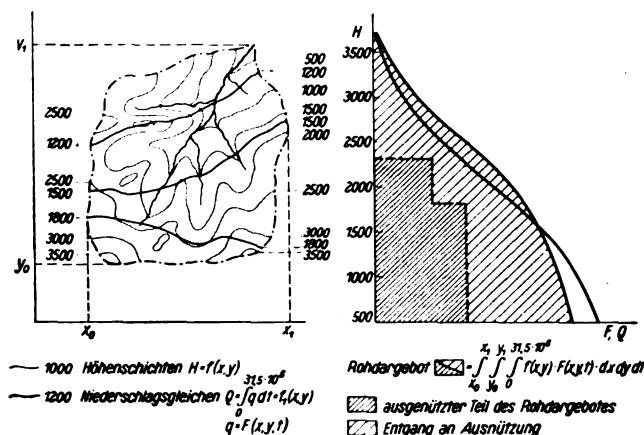 y₁
2500
1200
2500
1500
1800
3000
3500
y₀
500
1200
1000
1500
1500
2000
2500
3000
1800
3500
x₀
x₁
H
3500
3000
2500
2000
1500
1000
500
F, Q
1000 Höhenschichten H=f(x,y)
1200 Niederschlagsgleichen Q=∫₀^{31,5·10⁶} q dt=f₁(x,y)
q=F(x,y,t)
Rohdargebot = ∫_{x₀}^{x₁} ∫_{y₀}^{y₁} ∫₀^{31,5·10⁶} f(x,y)·F(x,y,t)·dx dy dt
ausgenützter Teil des Rohdargebotes
Entgang an Ausnützung